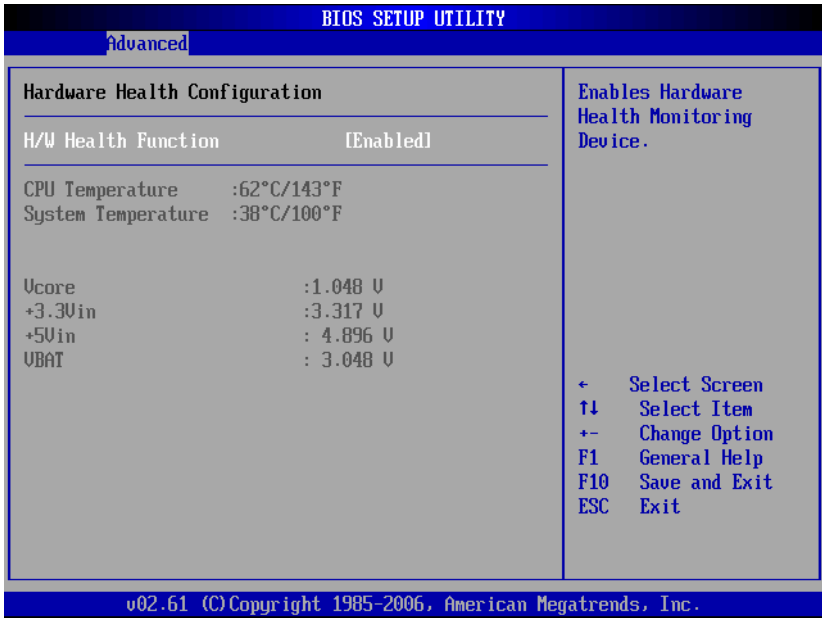 BIOS SETUP UTILITY
Advanced
Hardware Health Configuration
H/W Health Function [Enabled]
CPU Temperature :62°C/143°F
System Temperature :38°C/100°F
Vcore :1.048 V
+3.3Vin :3.317 V
+5Vin : 4.896 V
VBAT : 3.048 V
Enables Hardware
Health Monitoring
Device.
← Select Screen
↑↓ Select Item
+- Change Option
F1 General Help
F10 Save and Exit
ESC Exit
v02.61 (C)Copyright 1985-2006, American Megatrends, Inc.